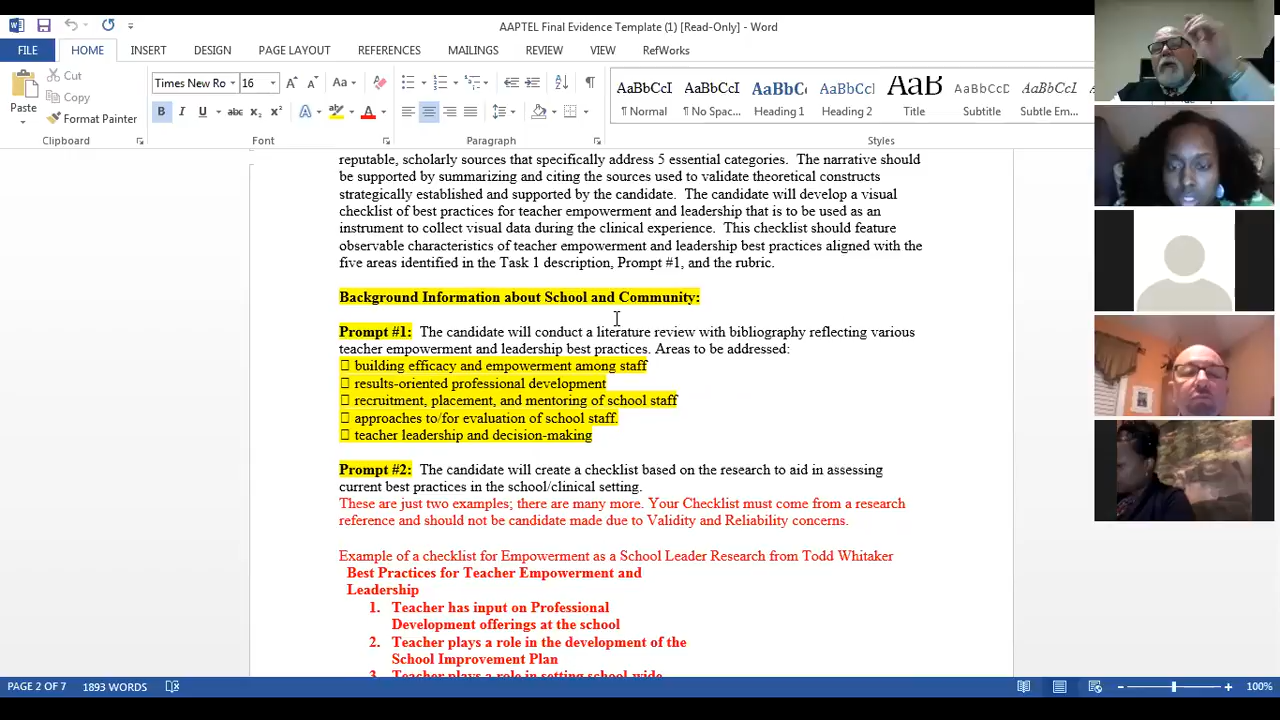 AAPTEL Final Evidence Template (1) [Read-Only] - Word
FILE HOME INSERT DESIGN PAGE LAYOUT REFERENCES MAILINGS REVIEW VIEW RefWorks
Paste
Cut
Copy
Format Painter
Times New Ro 16
B I U abc x₂ x²
AaBbCcI AaBbCcI AaBbCc AaBbCcI AaB AaBbCcD AaBbCcI
¶ Normal ¶ No Spac... Heading 1 Heading 2 Title Subtitle Subtle Em...
Clipboard Font Paragraph Styles
reputable, scholarly sources that specifically address 5 essential categories. The narrative should
be supported by summarizing and citing the sources used to validate theoretical constructs
strategically established and supported by the candidate. The candidate will develop a visual
checklist of best practices for teacher empowerment and leadership that is to be used as an
instrument to collect visual data during the clinical experience. This checklist should feature
observable characteristics of teacher empowerment and leadership best practices aligned with the
five areas identified in the Task 1 description, Prompt #1, and the rubric.
Background Information about School and Community:
Prompt #1: The candidate will conduct a literature review with bibliography reflecting various
teacher empowerment and leadership best practices. Areas to be addressed:
building efficacy and empowerment among staff
results-oriented professional development
recruitment, placement, and mentoring of school staff
approaches to/for evaluation of school staff.
teacher leadership and decision-making
Prompt #2: The candidate will create a checklist based on the research to aid in assessing
current best practices in the school/clinical setting.
These are just two examples; there are many more. Your Checklist must come from a research
reference and should not be candidate made due to Validity and Reliability concerns.
Example of a checklist for Empowerment as a School Leader Research from Todd Whitaker
Best Practices for Teacher Empowerment and
Leadership
1. Teacher has input on Professional
Development offerings at the school
2. Teacher plays a role in the development of the
School Improvement Plan
3. Teacher plays a role in setting school-wide
PAGE 2 OF 7 1893 WORDS 100%